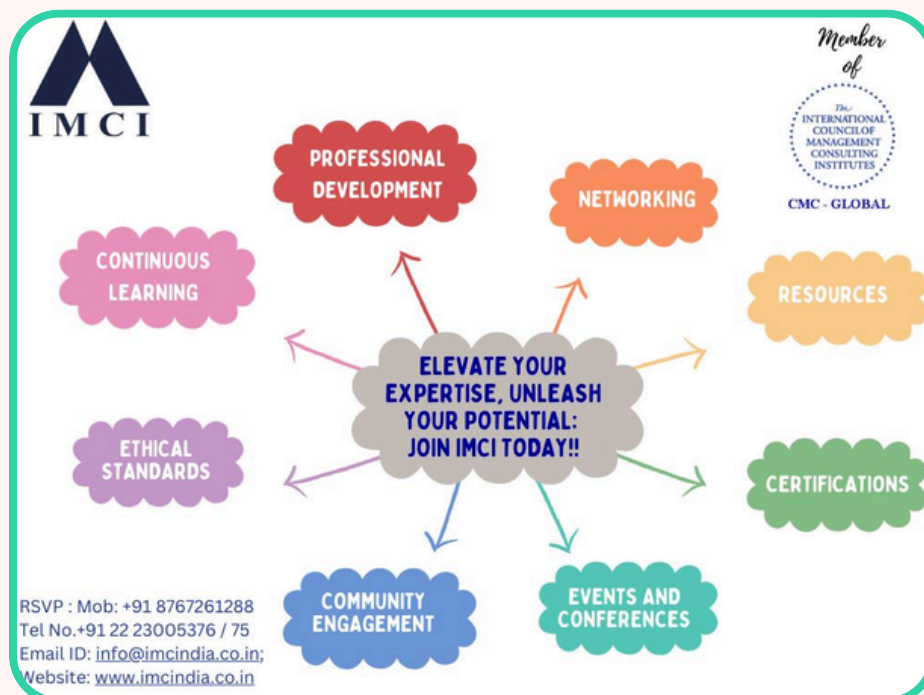 IMCI
Member
of
The
INTERNATIONAL
COUNCIL OF
MANAGEMENT
CONSULTING
INSTITUTES
CMC - GLOBAL
PROFESSIONAL
DEVELOPMENT
NETWORKING
CONTINUOUS
LEARNING
RESOURCES
ELEVATE YOUR
EXPERTISE, UNLEASH
YOUR POTENTIAL:
JOIN IMCI TODAY!!
ETHICAL
STANDARDS
CERTIFICATIONS
COMMUNITY
ENGAGEMENT
EVENTS AND
CONFERENCES
RSVP : Mob: +91 8767261288
Tel No.+91 22 23005376 / 75
Email ID: info@imcindia.co.in;
Website: www.imcindia.co.in